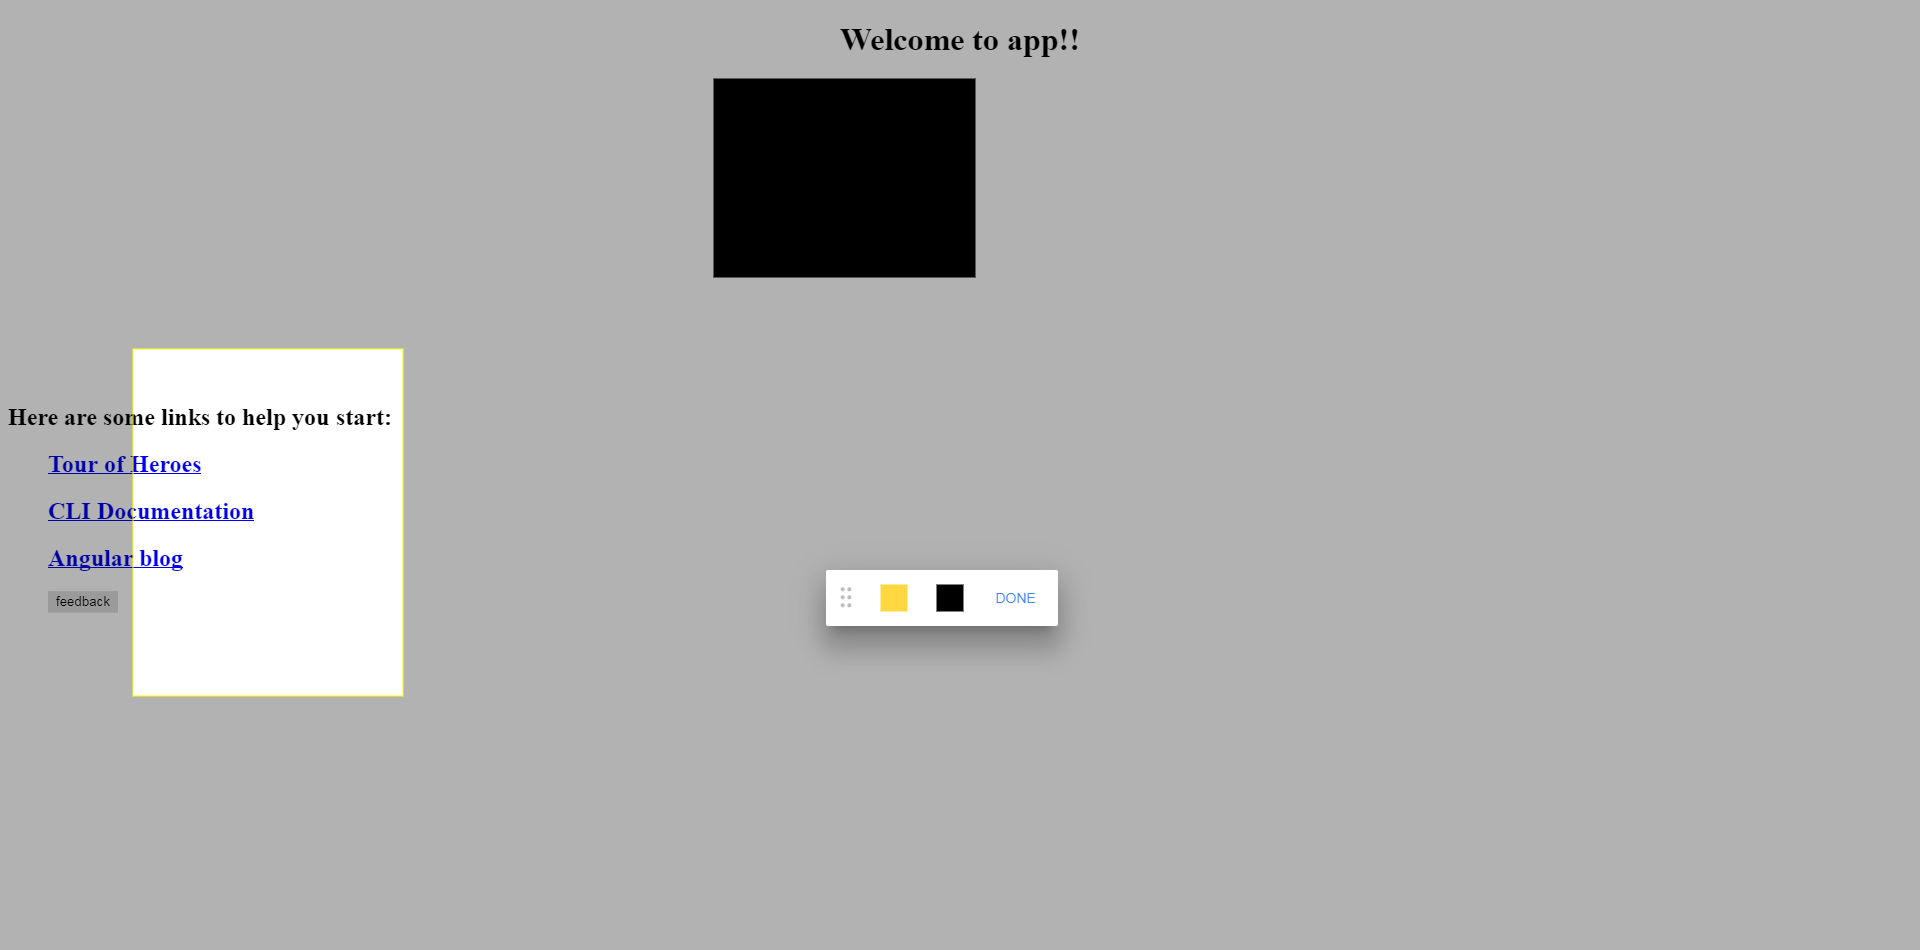 Welcome to app!!
Here are some links to help you start:
Tour of Heroes
CLI Documentation
Angular blog
feedback
DONE